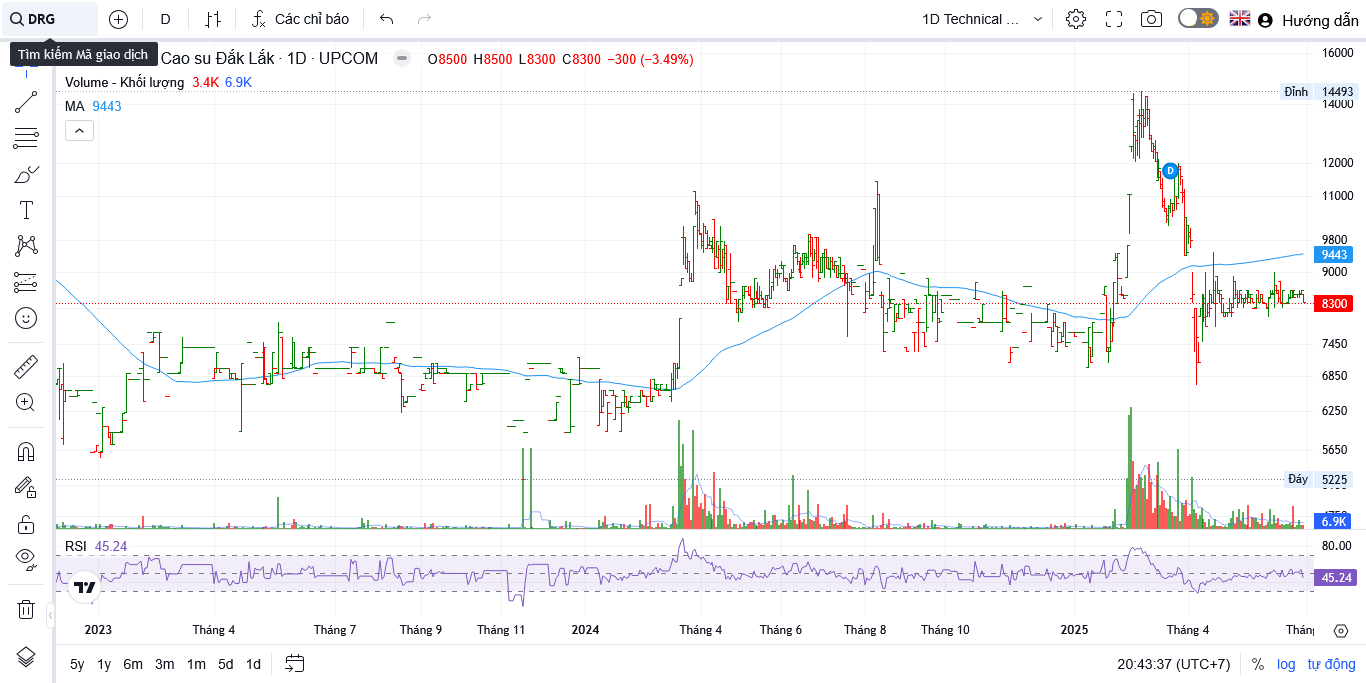 DRG
D
Các chỉ báo
1D Technical ...
Hướng dẫn
Tìm kiếm Mã giao dịch
Cao su Đắk Lắk · 1D · UPCOM
O8500 H8500 L8300 C8300 −300 (−3.49%)
Volume - Khối lượng 3.4K 6.9K
MA 9443
16000
Đỉnh 14493
14000
12000
D
11000
9800
9443
9000
8300
7450
6850
6250
5650
Đáy 5225
6.9K
RSI 45.24
80.00
45.24
2023 Tháng 4 Tháng 7 Tháng 9 Tháng 11 2024 Tháng 4 Tháng 6 Tháng 8 Tháng 10 2025 Tháng 4
5y 1y 6m 3m 1m 5d 1d
20:43:37 (UTC+7) % log tự động